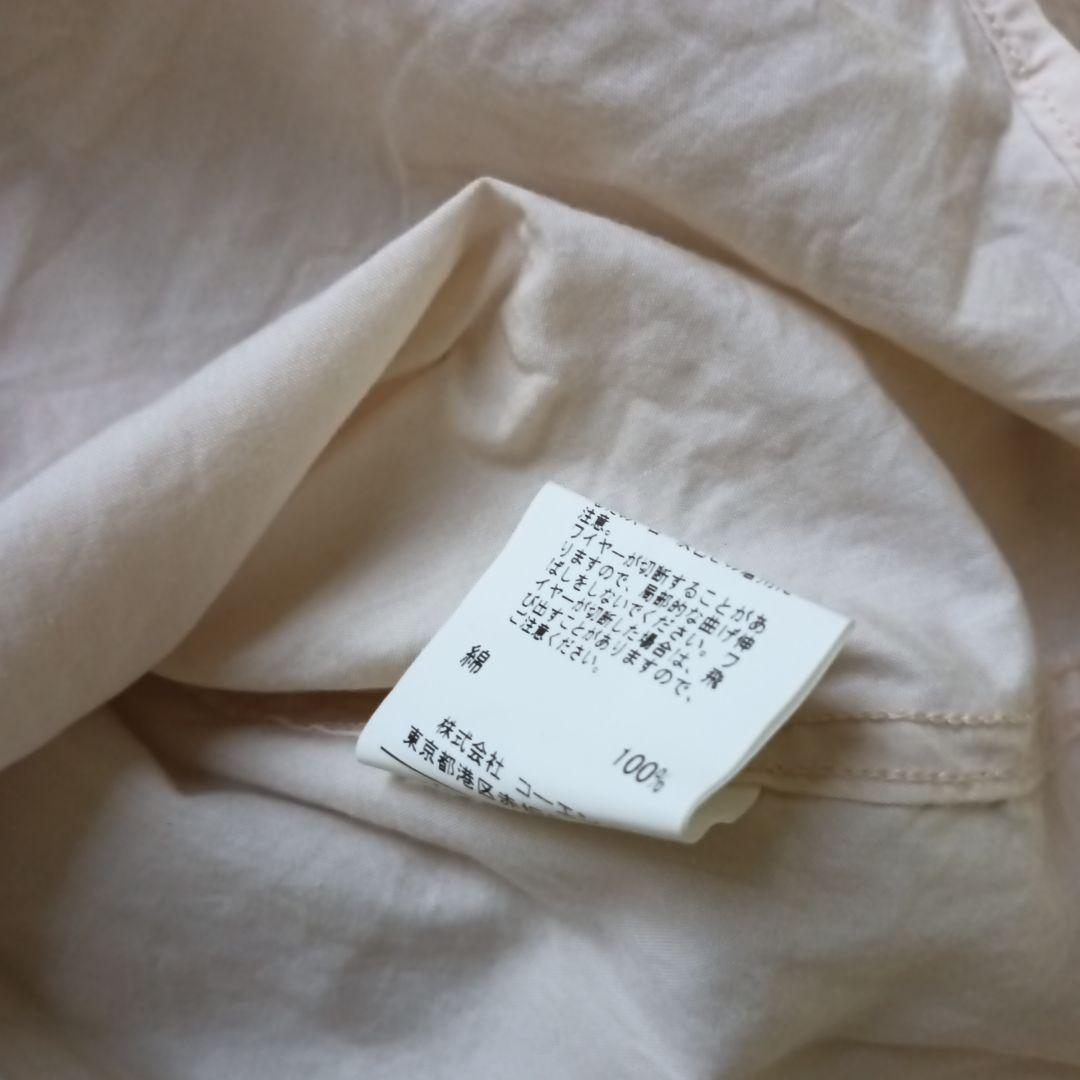 注意。
ワイヤーが切断することがあ
りますので、局部的な曲げ伸
ばしをしないでください。ワ
イヤーが切断した場合は、飛
び出すことがありますので、
ご注意ください。
綿 100%
株式会社 コーエ
東京都港区赤